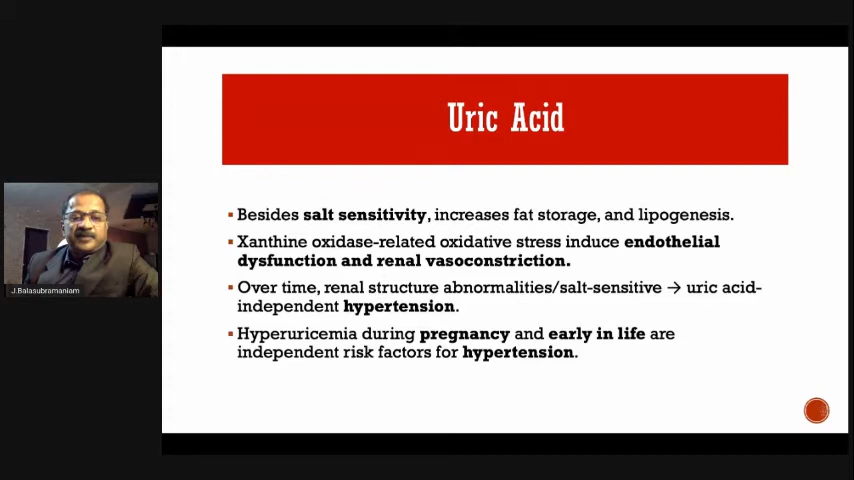 Uric Acid
▪ Besides salt sensitivity, increases fat storage, and lipogenesis.
▪ Xanthine oxidase-related oxidative stress induce endothelial
dysfunction and renal vasoconstriction.
▪ Over time, renal structure abnormalities/salt-sensitive → uric acid-
independent hypertension.
▪ Hyperuricemia during pregnancy and early in life are
independent risk factors for hypertension.
J.Balasubramaniam